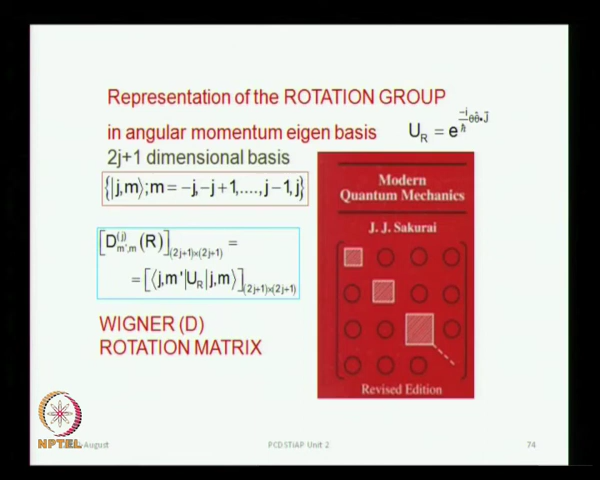 Representation of the ROTATION GROUP
in angular momentum eigen basis
U_R = e^{-i/ħ θθ̂•J⃗}
2j+1 dimensional basis
{|j,m⟩; m = -j,-j+1,....,j-1,j}
[D^{(j)}_{m',m}(R)]_{(2j+1)×(2j+1)} =
= [⟨j,m'|U_R|j,m⟩]_{(2j+1)×(2j+1)}
WIGNER (D)
ROTATION MATRIX
Modern
Quantum Mechanics
J. J. Sakurai
Revised Edition
NPTEL
-August
PCDSTIAP Unit 2
74